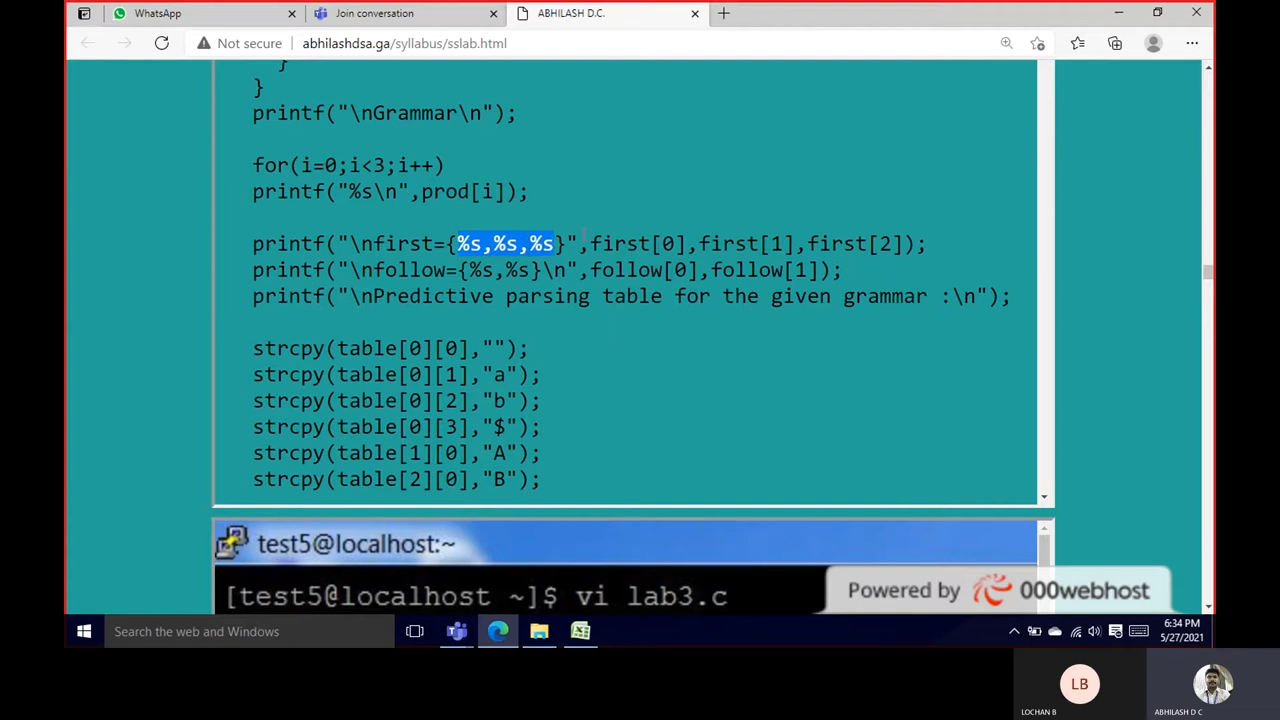 WhatsApp
Join conversation
ABHILASH D.C.
Not secure
abhilashdsa.ga/syllabus/sslab.html
}
}
printf("\nGrammar\n");
for(i=0;i<3;i++)
printf("%s\n",prod[i]);
printf("\nfirst={%s,%s,%s}",first[0],first[1],first[2]);
printf("\nfollow={%s,%s}\n",follow[0],follow[1]);
printf("\nPredictive parsing table for the given grammar :\n");
strcpy(table[0][0],"");
strcpy(table[0][1],"a");
strcpy(table[0][2],"b");
strcpy(table[0][3],"$");
strcpy(table[1][0],"A");
strcpy(table[2][0],"B");
test5@localhost:~
[test5@localhost ~]$ vi lab3.c
Powered by 000webhost
Search the web and Windows
6:34 PM
5/27/2021
LB
LOCHAN B
ABHILASH D C